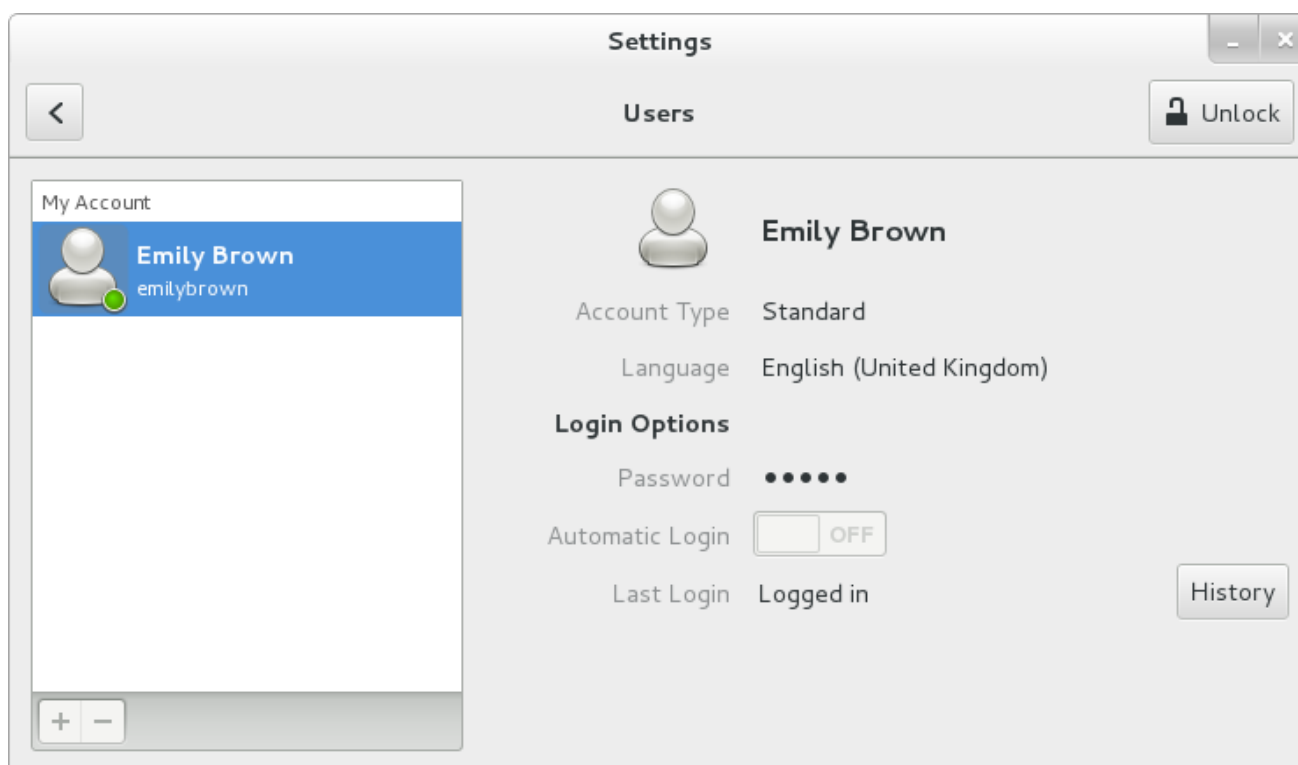 Settings
Users
Unlock
My Account
Emily Brown
emilybrown
Emily Brown
Account Type Standard
Language English (United Kingdom)
Login Options
Password •••••
Automatic Login OFF
Last Login Logged in
History